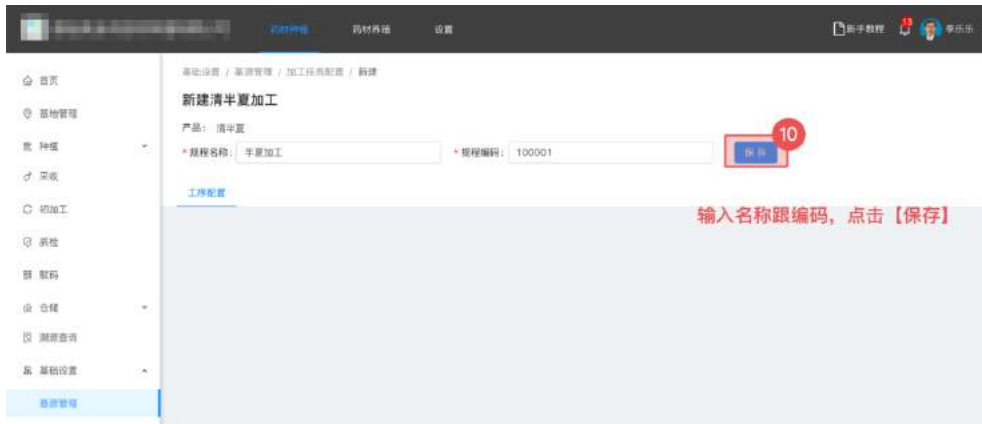 药材种植 药材养殖 设置 新手教程 13 李乐乐
首页
基地管理
种植
采收
初加工
质检
赋码
仓储
溯源查询
基础设置
基源管理
基础设置 / 基源管理 / 加工任务配置 / 新建
新建清半夏加工
产品： 清半夏
* 规程名称： 半夏加工 * 规程编码： 100001 保 存
10
工序配置
输入名称跟编码，点击【保存】